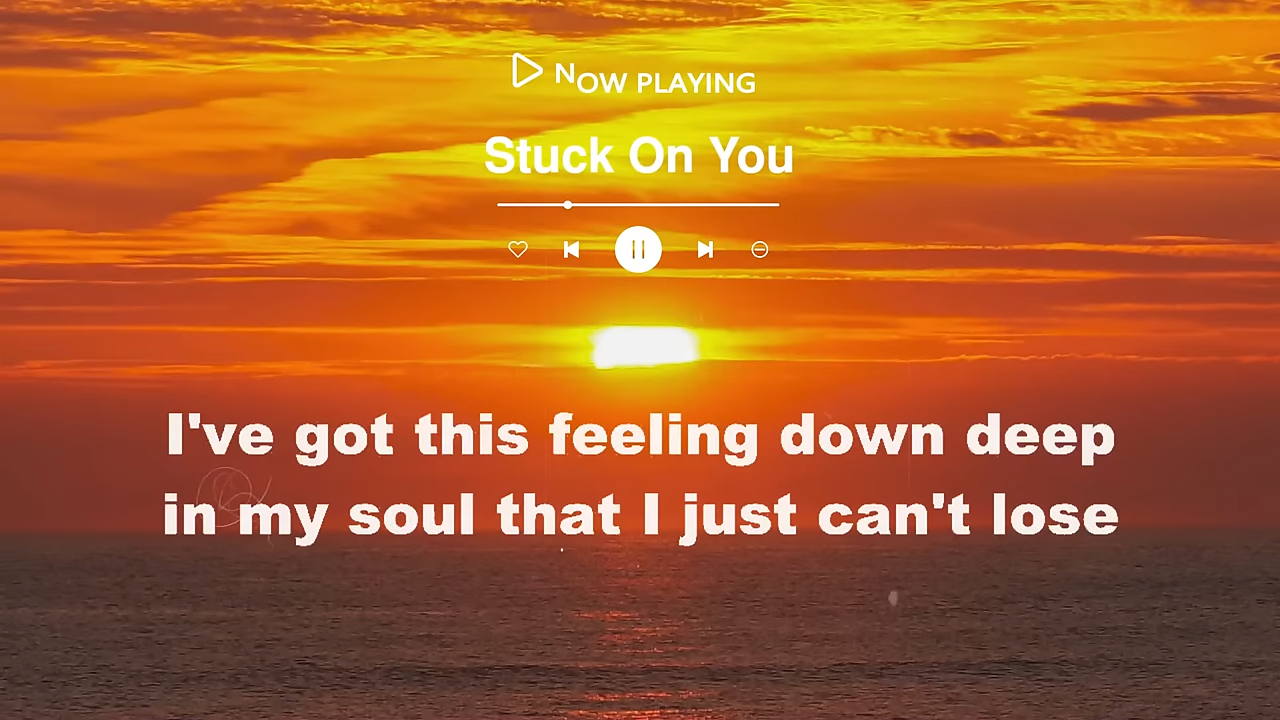 Now PLAYING
Stuck On You
I've got this feeling down deep
in my soul that I just can't lose